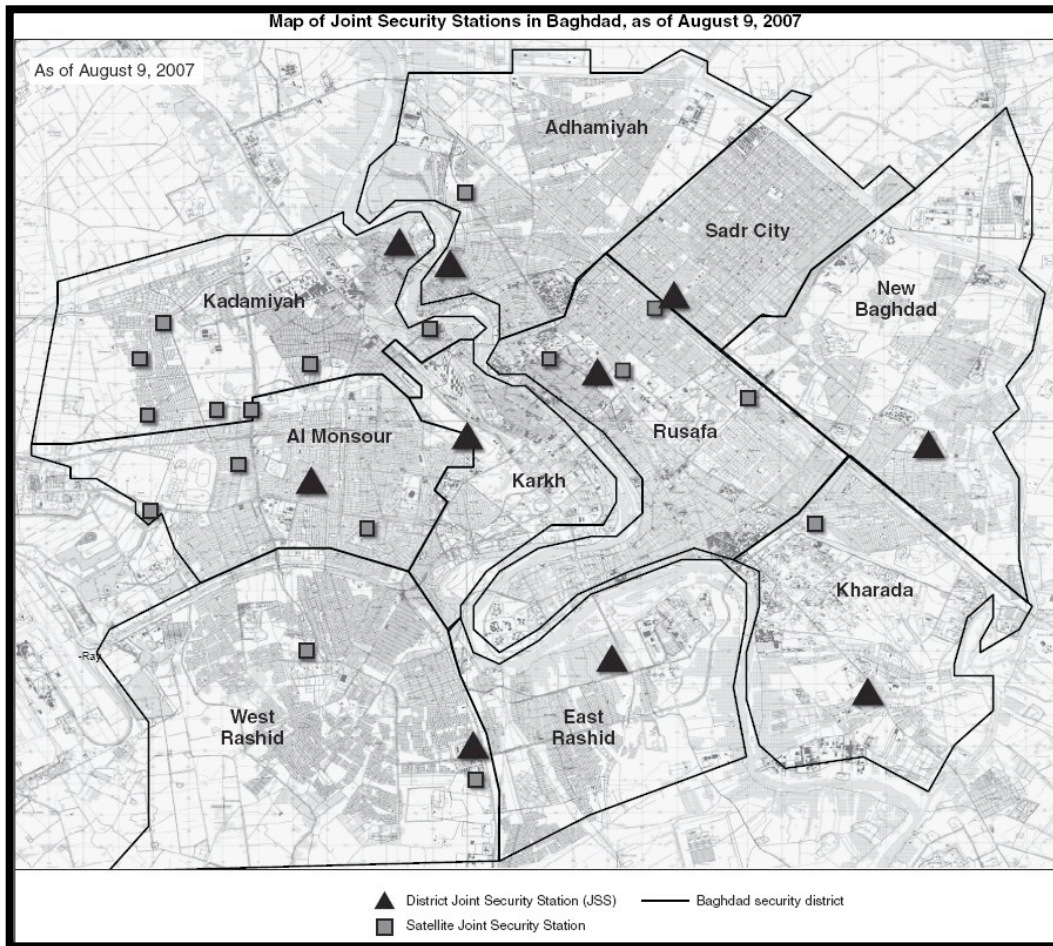 Map of Joint Security Stations in Baghdad, as of August 9, 2007
As of August 9, 2007
Adhamiyah
Sadr City
New
Baghdad
Kadamiyah
Al Monsour
Rusafa
Karkh
Kharada
-Ray
West
Rashid
East
Rashid
District Joint Security Station (JSS)
Baghdad security district
Satellite Joint Security Station